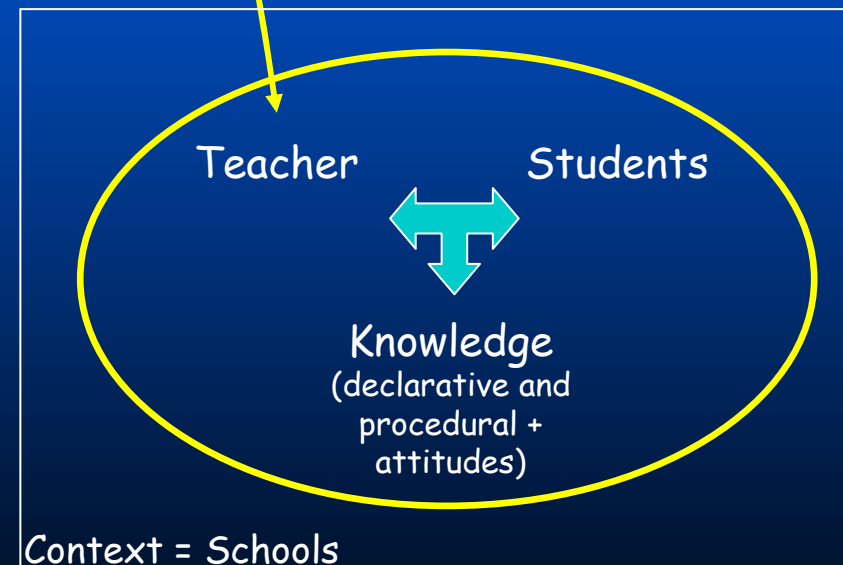 Teacher
Students
Knowledge
(declarative and
procedural +
attitudes)
Context = Schools